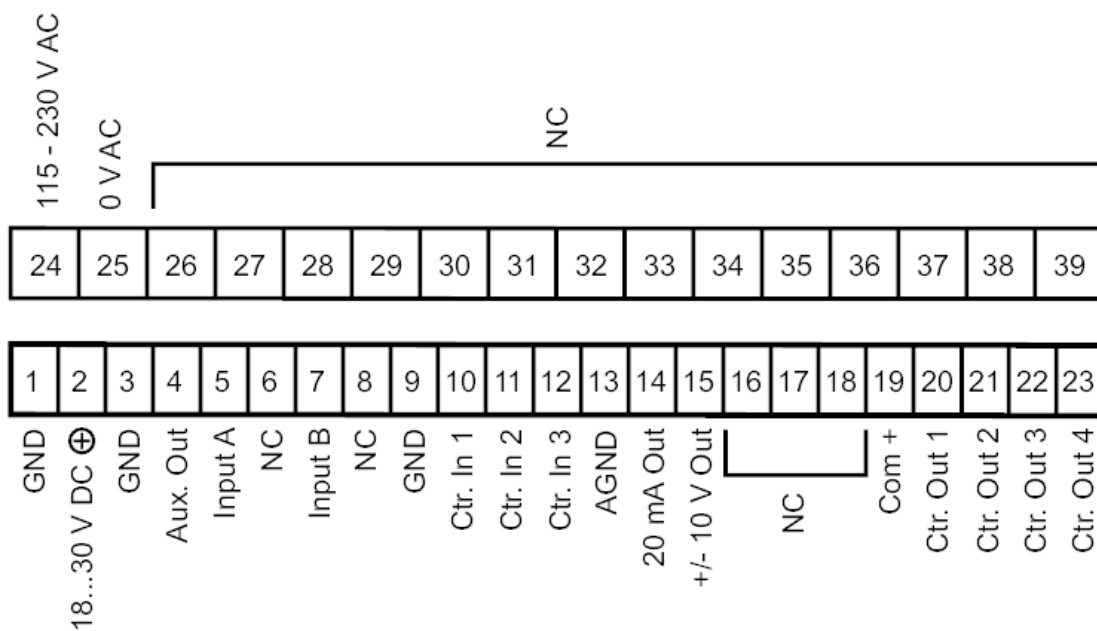 115 - 230 V AC
0 V AC
NC
24 25 26 27 28 29 30 31 32 33 34 35 36 37 38 39
1 2 3 4 5 6 7 8 9 10 11 12 13 14 15 16 17 18 19 20 21 22 23
GND
18...30 V DC ⊕
GND
Aux. Out
Input A
NC
Input B
NC
GND
Ctr. In 1
Ctr. In 2
Ctr. In 3
AGND
20 mA Out
+/- 10 V Out
NC
Com +
Ctr. Out 1
Ctr. Out 2
Ctr. Out 3
Ctr. Out 4